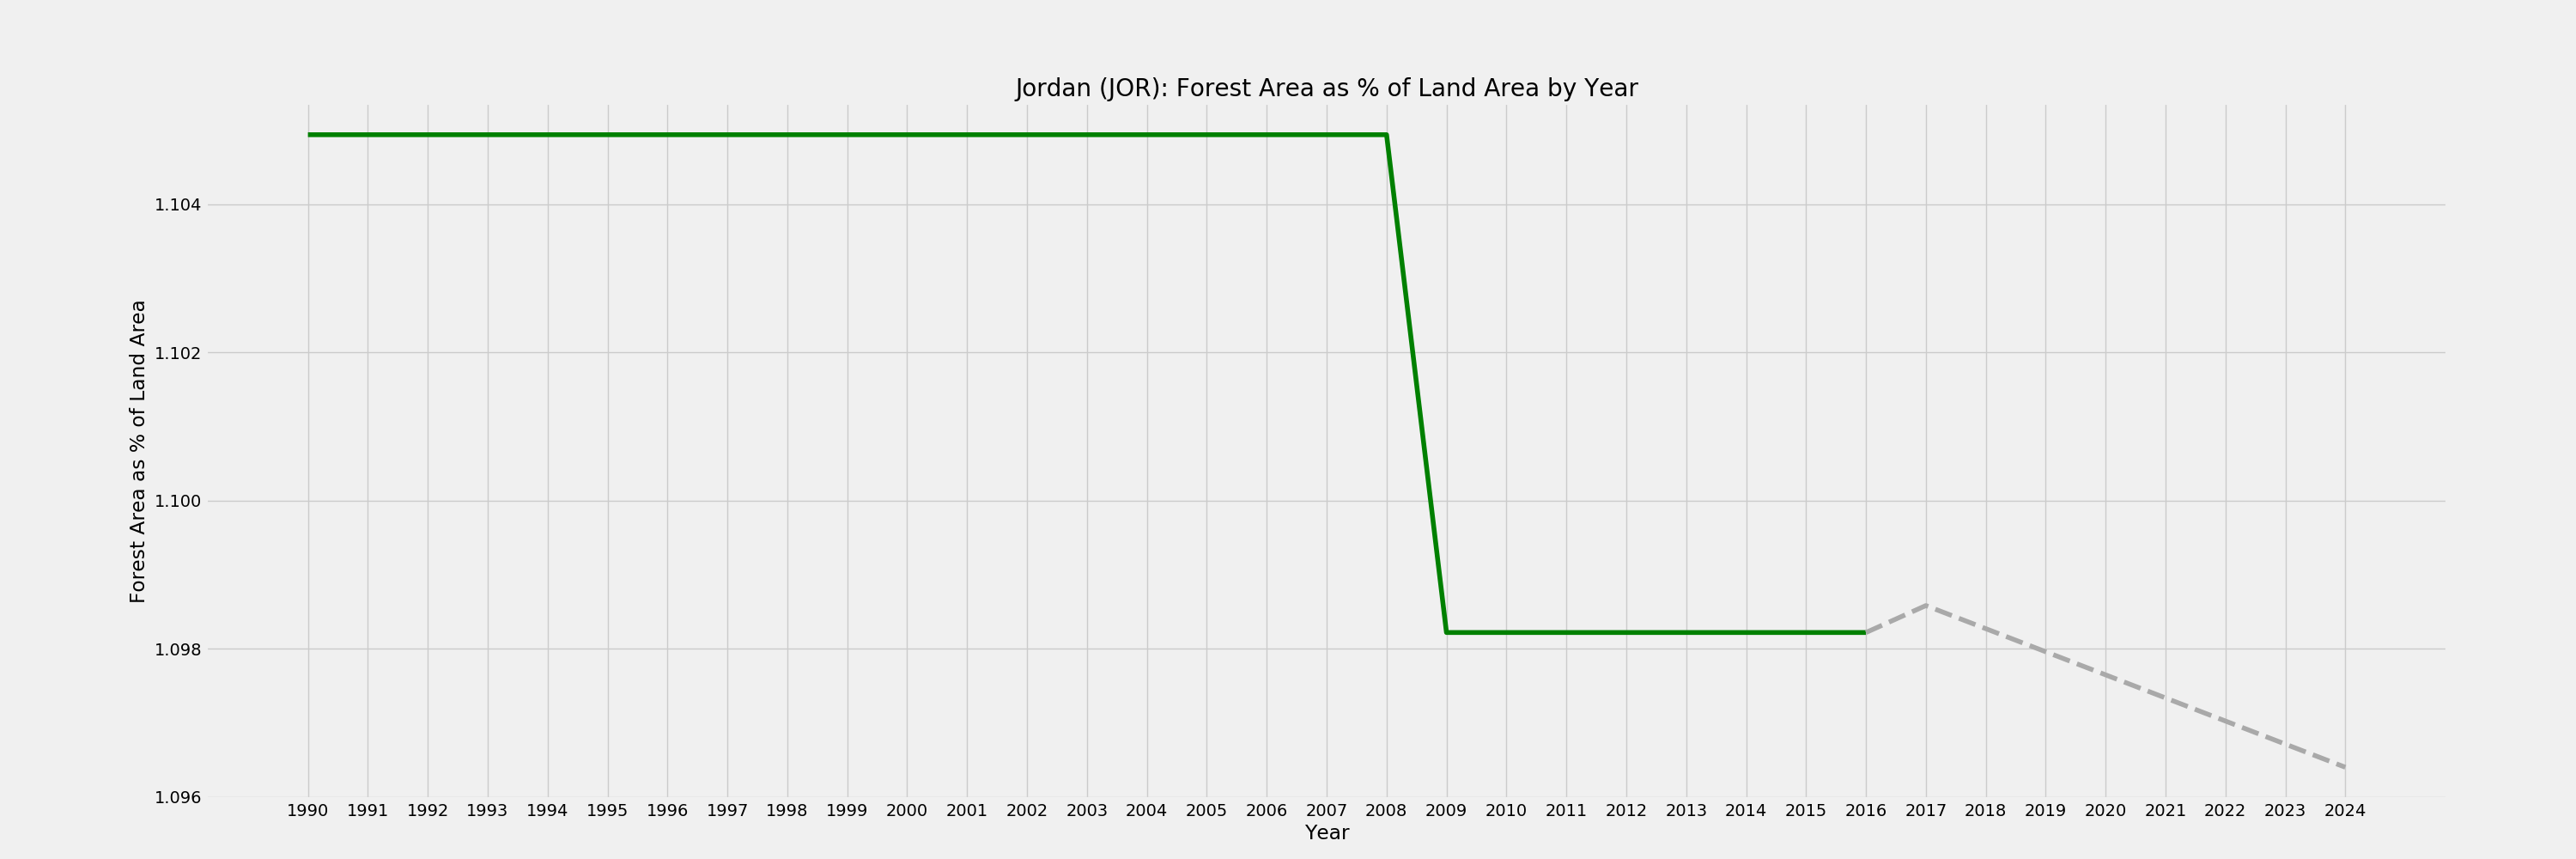 Jordan (JOR): Forest Area as % of Land Area by Year
Forest Area as % of Land Area
1.104
1.102
1.100
1.098
1.096
1990 1991 1992 1993 1994 1995 1996 1997 1998 1999 2000 2001 2002 2003 2004 2005 2006 2007 2008 2009 2010 2011 2012 2013 2014 2015 2016 2017 2018 2019 2020 2021 2022 2023 2024
Year